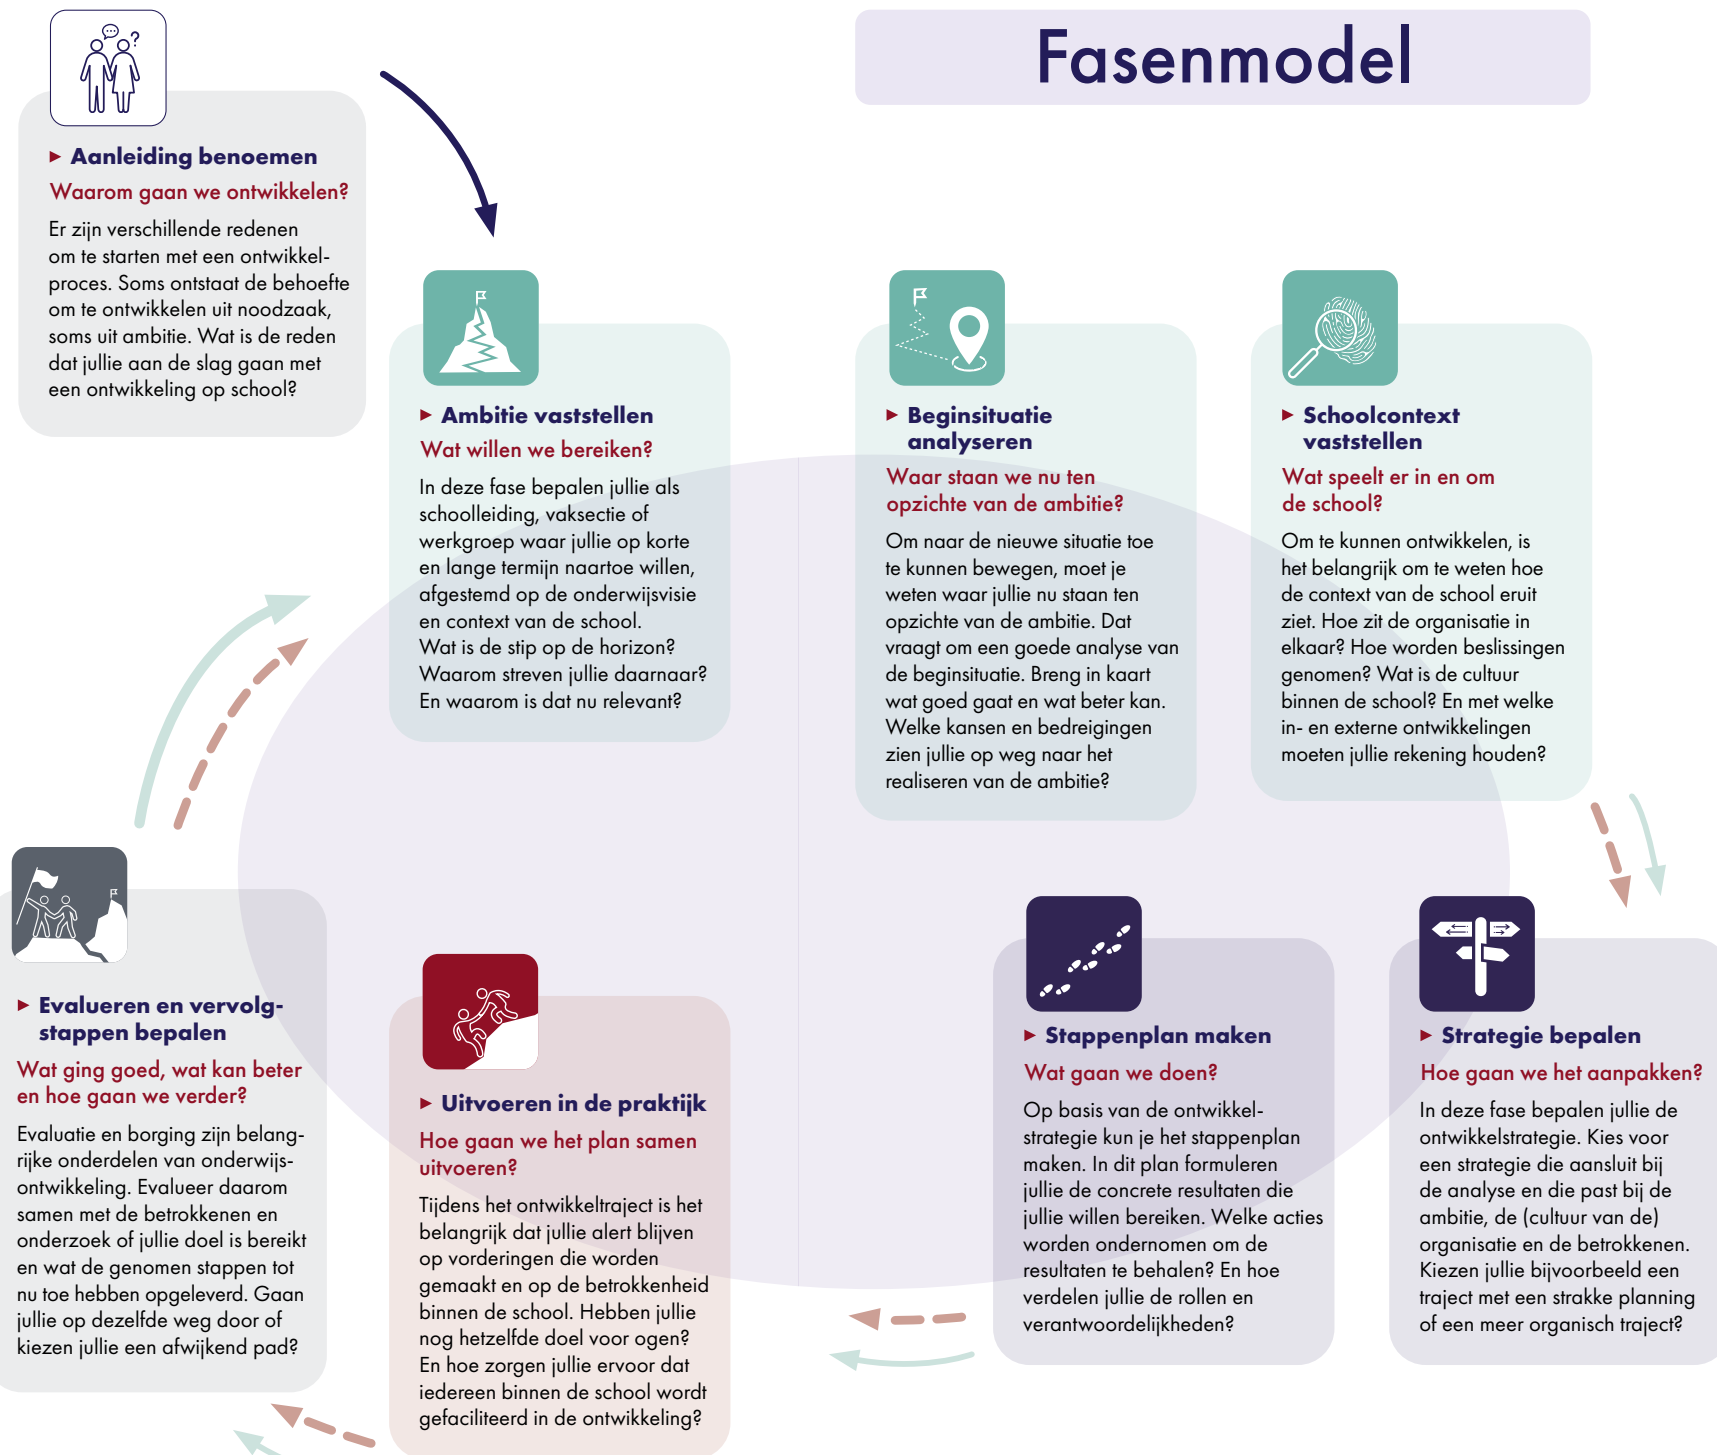 Fasenmodel
Aanleiding benoemen
Waarom gaan we ontwikkelen?
Er zijn verschillende redenen
om te starten met een ontwikkel-
proces. Soms ontstaat de behoefte
om te ontwikkelen uit noodzaak,
soms uit ambitie. Wat is de reden
dat jullie aan de slag gaan met
een ontwikkeling op school?
Ambitie vaststellen
Wat willen we bereiken?
In deze fase bepalen jullie als
schoolleiding, vaksectie of
werkgroep waar jullie op korte
en lange termijn naartoe willen,
afgestemd op de onderwijsvisie
en context van de school.
Wat is de stip op de horizon?
Waarom streven jullie daarnaar?
En waarom is dat nu relevant?
Beginsituatie
analyseren
Waar staan we nu ten
opzichte van de ambitie?
Om naar de nieuwe situatie toe
te kunnen bewegen, moet je
weten waar jullie nu staan ten
opzichte van de ambitie. Dat
vraagt om een goede analyse van
de beginsituatie. Breng in kaart
wat goed gaat en wat beter kan.
Welke kansen en bedreigingen
zien jullie op weg naar het
realiseren van de ambitie?
Schoolcontext
vaststellen
Wat speelt er in en om
de school?
Om te kunnen ontwikkelen, is
het belangrijk om te weten hoe
de context van de school eruit
ziet. Hoe zit de organisatie in
elkaar? Hoe worden beslissingen
genomen? Wat is de cultuur
binnen de school? En met welke
in- en externe ontwikkelingen
moeten jullie rekening houden?
Strategie bepalen
Hoe gaan we het aanpakken?
In deze fase bepalen jullie de
ontwikkelstrategie. Kies voor
een strategie die aansluit bij
de analyse en die past bij de
ambitie, de (cultuur van de)
organisatie en de betrokkenen.
Kiezen jullie bijvoorbeeld een
traject met een strakke planning
of een meer organisch traject?
Stappenplan maken
Wat gaan we doen?
Op basis van de ontwikkel-
strategie kun je het stappenplan
maken. In dit plan formuleren
jullie de concrete resultaten die
jullie willen bereiken. Welke acties
worden ondernomen om de
resultaten te behalen? En hoe
verdelen jullie de rollen en
verantwoordelijkheden?
Uitvoeren in de praktijk
Hoe gaan we het plan samen
uitvoeren?
Tijdens het ontwikkeltraject is het
belangrijk dat jullie alert blijven
op vorderingen die worden
gemaakt en op de betrokkenheid
binnen de school. Hebben jullie
nog hetzelfde doel voor ogen?
En hoe zorgen jullie ervoor dat
iedereen binnen de school wordt
gefaciliteerd in de ontwikkeling?
Evalueren en vervolg-
stappen bepalen
Wat ging goed, wat kan beter
en hoe gaan we verder?
Evaluatie en borging zijn belang-
rijke onderdelen van onderwijs-
ontwikkeling. Evalueer daarom
samen met de betrokkenen en
onderzoek of jullie doel is bereikt
en wat de genomen stappen tot
nu toe hebben opgeleverd. Gaan
jullie op dezelfde weg door of
kiezen jullie een afwijkend pad?